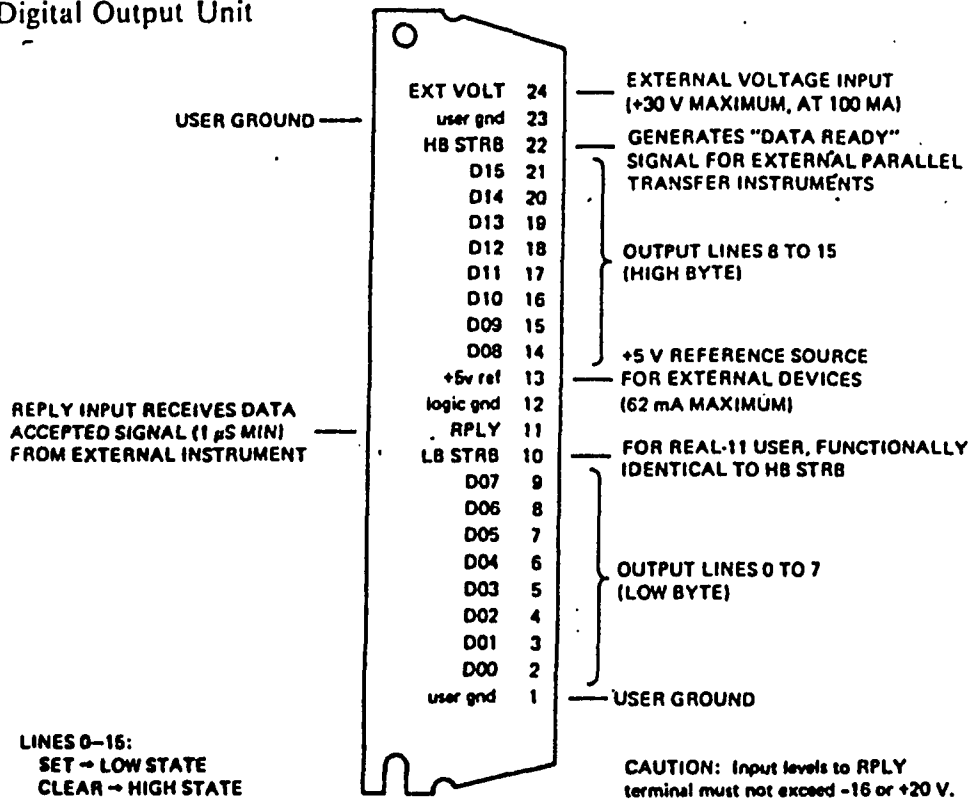 Digital Output Unit
EXT VOLT 24
user gnd 23
HB STRB 22
D15 21
D14 20
D13 19
D12 18
D11 17
D10 16
D09 15
D08 14
+5v ref 13
logic gnd 12
RPLY 11
LB STRB 10
D07 9
D06 8
D05 7
D04 6
D03 5
D02 4
D01 3
D00 2
user gnd 1
USER GROUND
REPLY INPUT RECEIVES DATA
ACCEPTED SIGNAL (1 µS MIN)
FROM EXTERNAL INSTRUMENT
EXTERNAL VOLTAGE INPUT
(+30 V MAXIMUM, AT 100 MA)
GENERATES "DATA READY"
SIGNAL FOR EXTERNAL PARALLEL
TRANSFER INSTRUMENTS
OUTPUT LINES 8 TO 15
(HIGH BYTE)
+5 V REFERENCE SOURCE
FOR EXTERNAL DEVICES
(62 mA MAXIMUM)
FOR REAL-11 USER, FUNCTIONALLY
IDENTICAL TO HB STRB
OUTPUT LINES 0 TO 7
(LOW BYTE)
USER GROUND
LINES 0–15:
SET → LOW STATE
CLEAR → HIGH STATE
CAUTION: Input levels to RPLY
terminal must not exceed -16 or +20 V.